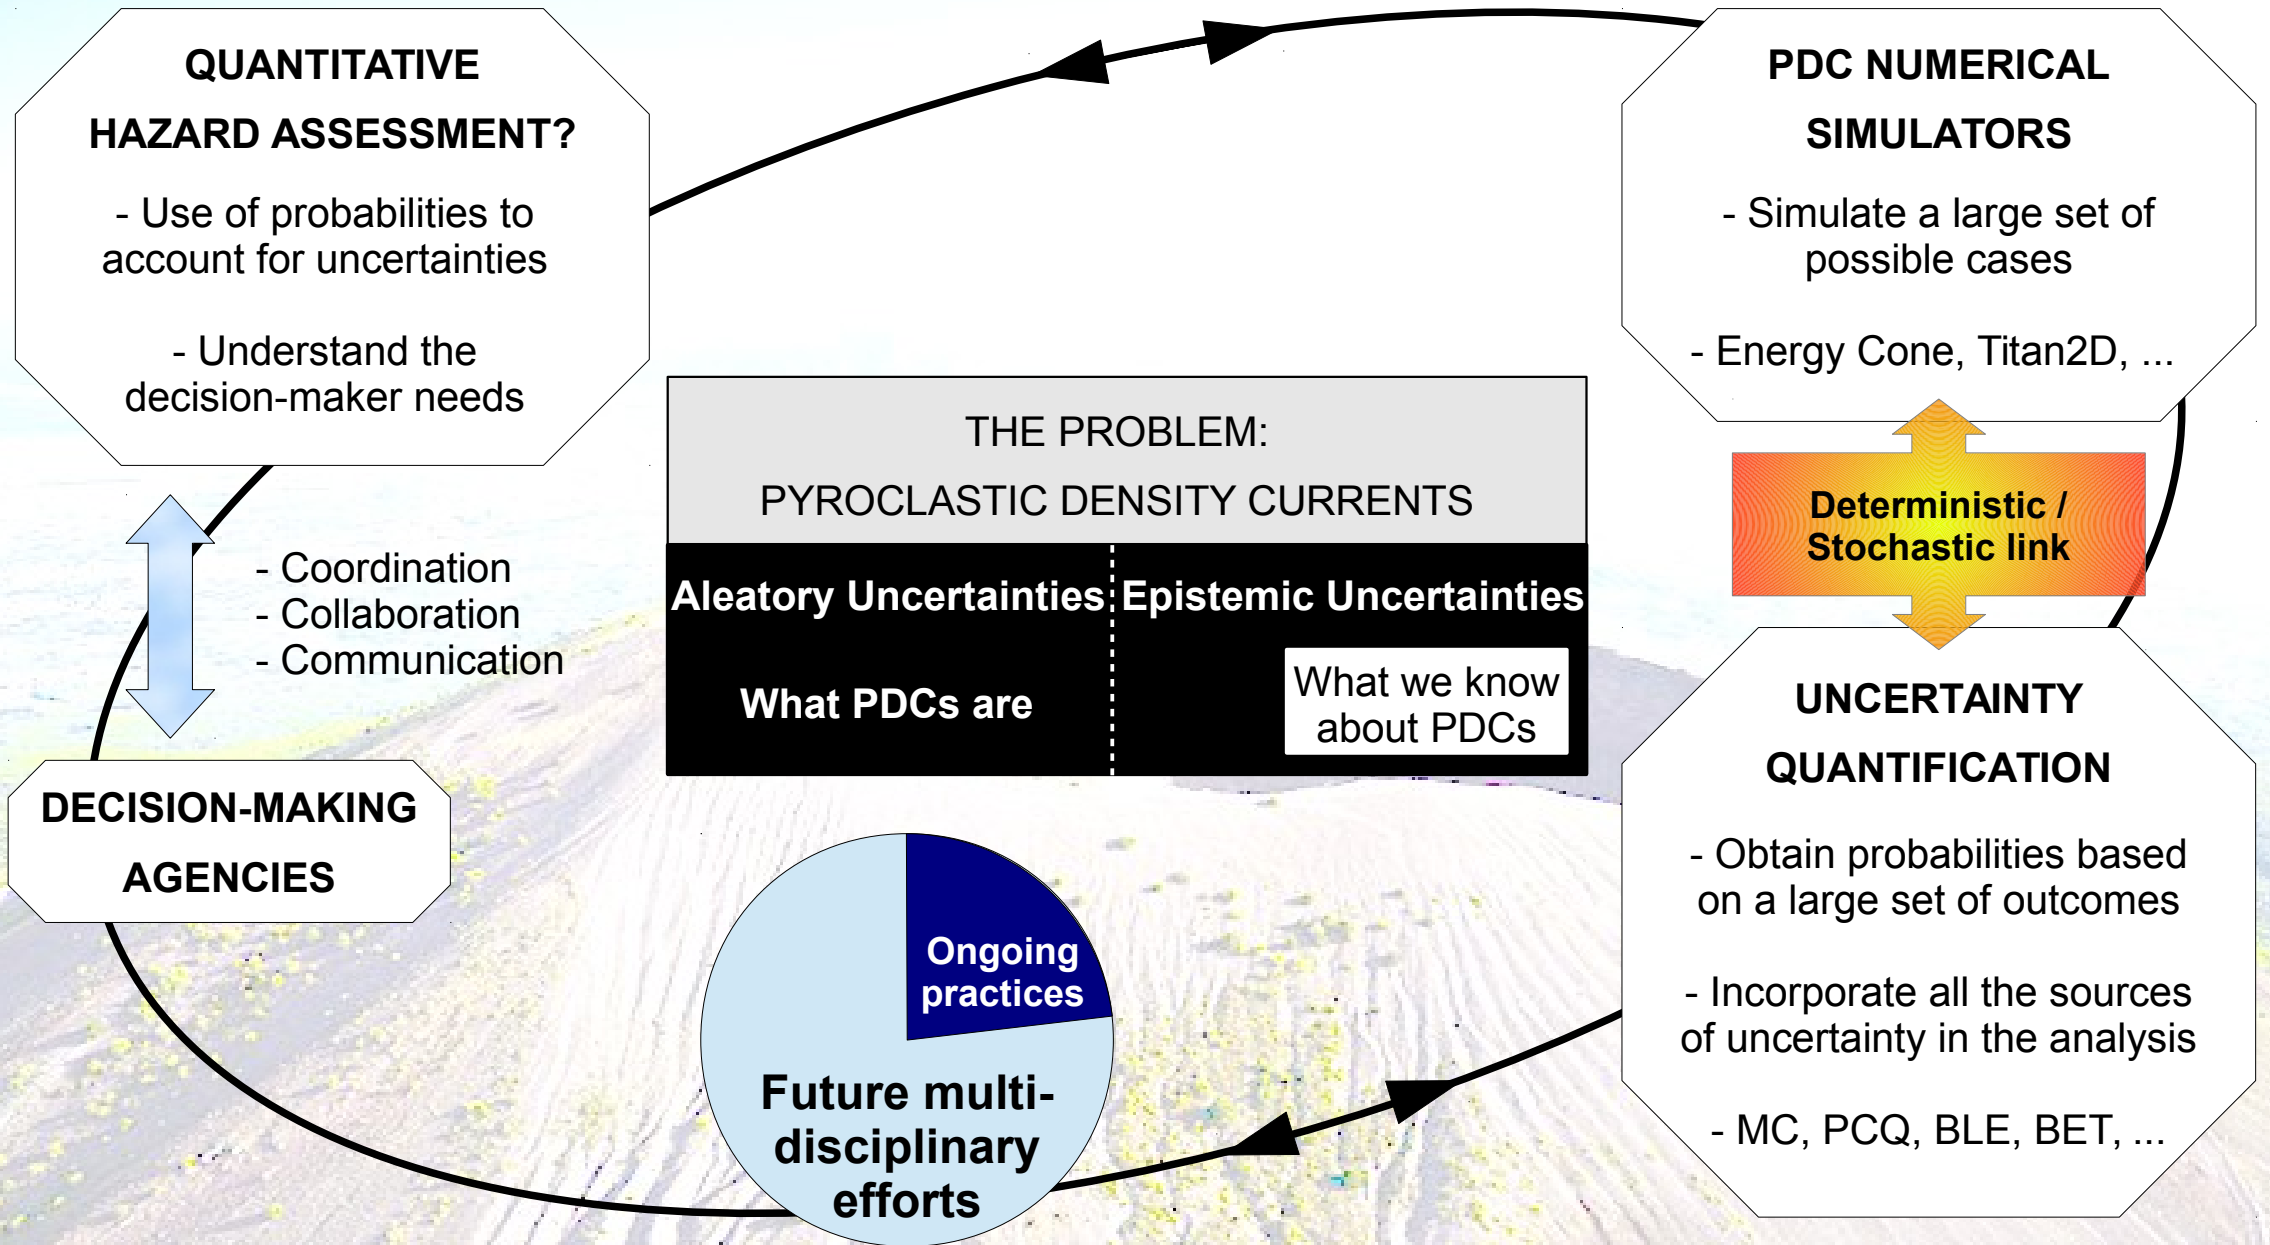 QUANTITATIVE
HAZARD ASSESSMENT?
- Use of probabilities to
account for uncertainties
- Understand the
decision-maker needs
PDC NUMERICAL
SIMULATORS
- Simulate a large set of
possible cases
- Energy Cone, Titan2D, ...
THE PROBLEM:
PYROCLASTIC DENSITY CURRENTS
Aleatory Uncertainties
What PDCs are
Epistemic Uncertainties
What we know
about PDCs
Deterministic /
Stochastic link
- Coordination
- Collaboration
- Communication
DECISION-MAKING
AGENCIES
UNCERTAINTY
QUANTIFICATION
- Obtain probabilities based
on a large set of outcomes
- Incorporate all the sources
of uncertainty in the analysis
- MC, PCQ, BLE, BET, ...
Ongoing
practices
Future multi-
disciplinary
efforts